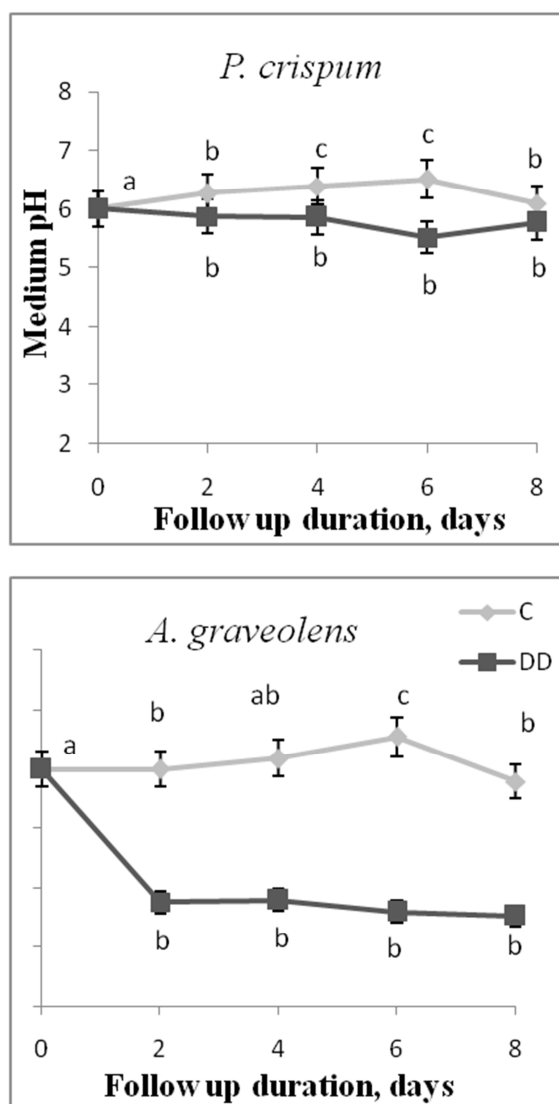 P. crispum
8
7
6
5
4
3
2
Medium pH
a b c c b
b b b b
0 2 4 6 8
Follow up duration, days
A. graveolens
C
DD
a b ab c b
b b b b
0 2 4 6 8
Follow up duration, days